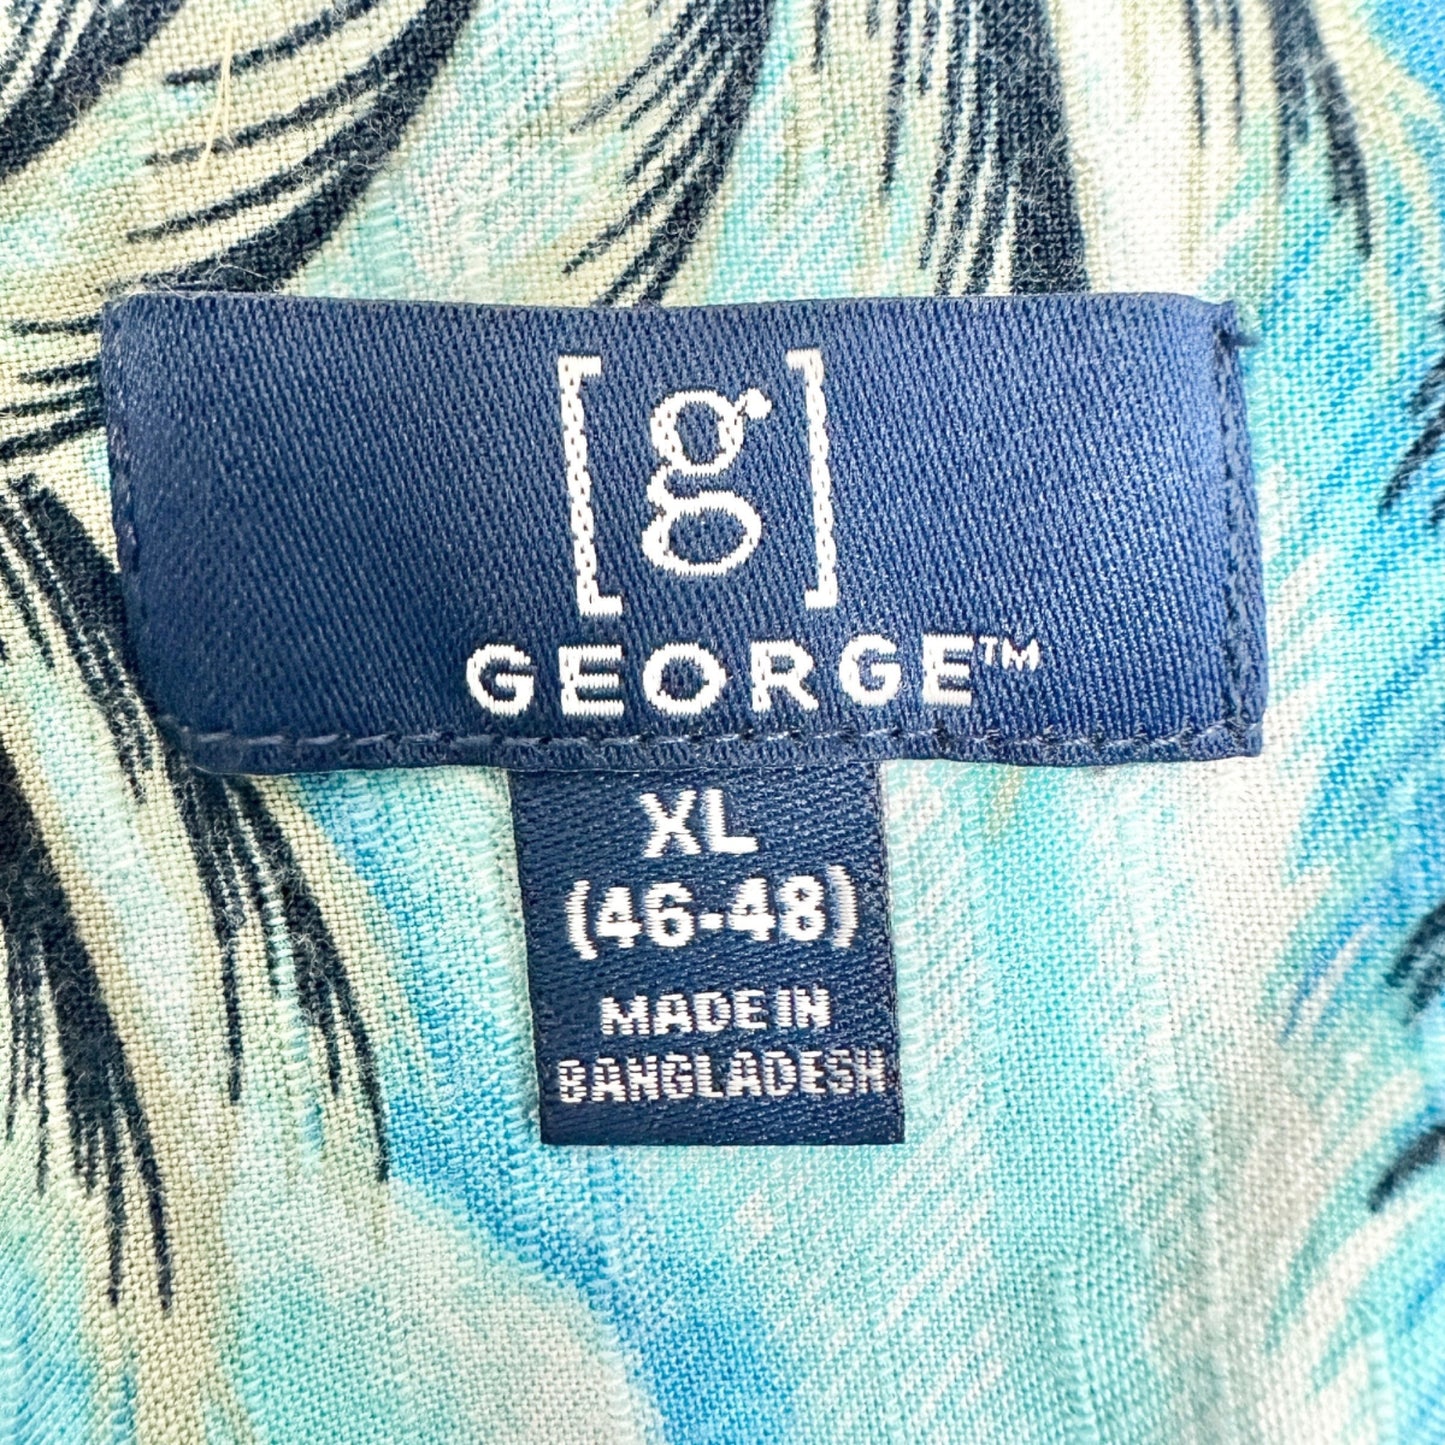 [g]
GEORGE™
XL
(46-48)
MADE IN
BANGLADESH